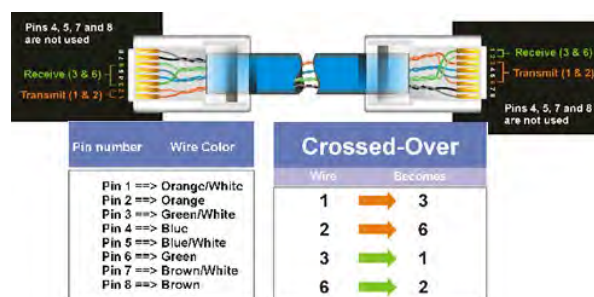 Pins 4, 5, 7 and 8
are not used
Receive (3 & 6)
Transmit (1 & 2)
Receive (3 & 6)
Transmit (1 & 2)
Pins 4, 5, 7 and 8
are not used
Pin number Wire Color
Pin 1 ==> Orange/White
Pin 2 ==> Orange
Pin 3 ==> Green/White
Pin 4 ==> Blue
Pin 5 ==> Blue/White
Pin 6 ==> Green
Pin 7 ==> Brown/White
Pin 8 ==> Brown
Crossed-Over
Wire Becomes
1 3
2 6
3 1
6 2